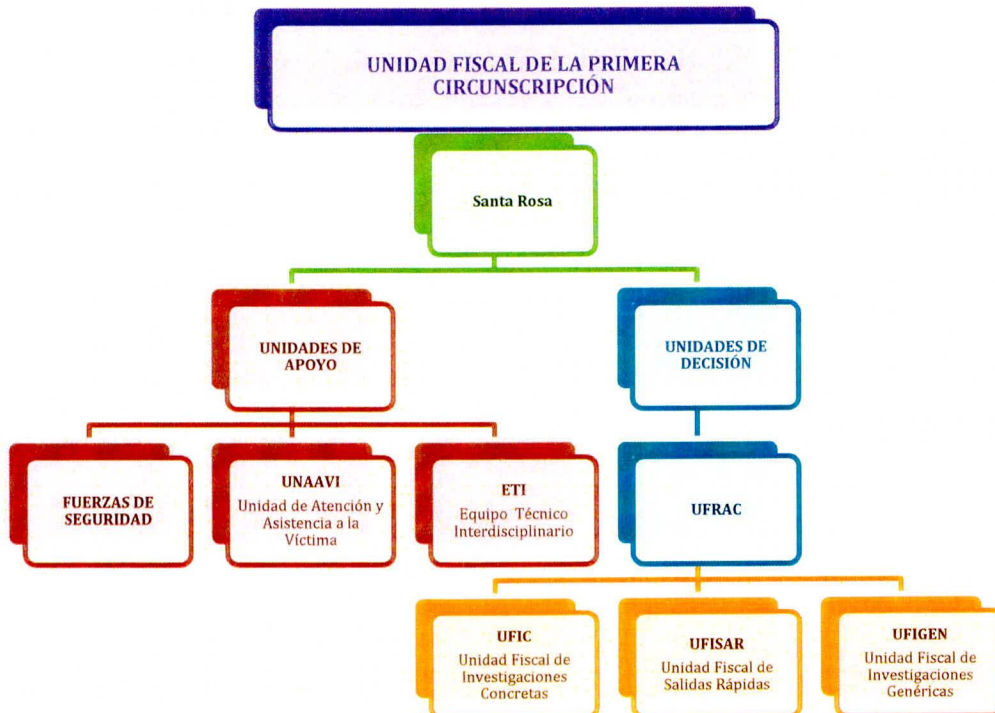 UNIDAD FISCAL DE LA PRIMERA
CIRCUNSCRIPCIÓN
Santa Rosa
UNIDADES DE
APOYO
UNIDADES DE
DECISIÓN
FUERZAS DE
SEGURIDAD
UNAAVI
Unidad de Atención y
Asistencia a la
Víctima
ETI
Equipo Técnico
Interdisciplinario
UFRAC
UFIC
Unidad Fiscal de
Investigaciones
Concretas
UFISAR
Unidad Fiscal de
Salidas Rápidas
UFIGEN
Unidad Fiscal de
Investigaciones
Genéricas